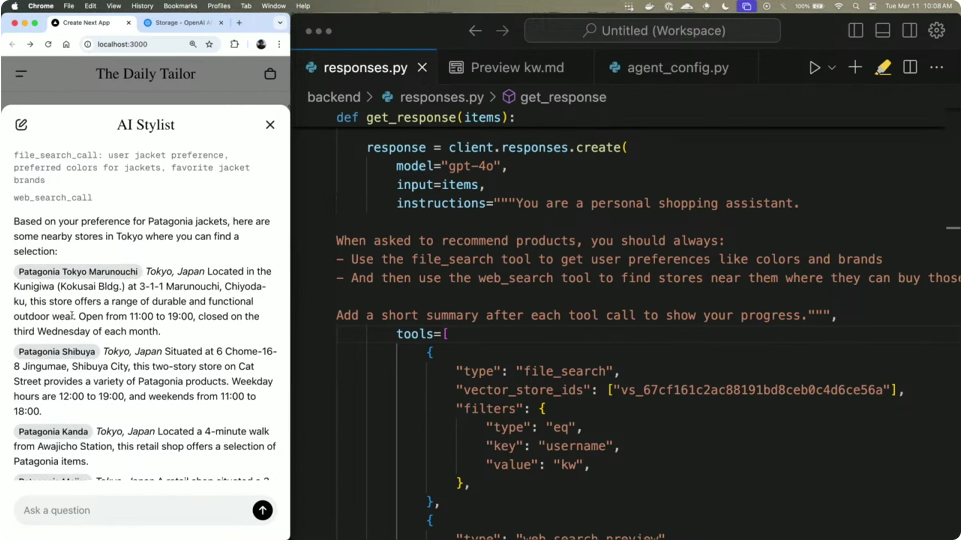 Chrome File Edit View History Bookmarks Profiles Tab Window Help
100%
Tue Mar 11 10:08 AM
Create Next App
Storage - OpenAI
localhost:3000
The Daily Tailor
AI Stylist
file_search_call: user jacket preference,
preferred colors for jackets, favorite jacket
brands
web_search_call
Based on your preference for Patagonia jackets, here are
some nearby stores in Tokyo where you can find a
selection:
Patagonia Tokyo Marunouchi Tokyo, Japan Located in the
Kunigiwa (Kokusai Bldg.) at 3-1-1 Marunouchi, Chiyoda-
ku, this store offers a range of durable and functional
outdoor wear. Open from 11:00 to 19:00, closed on the
third Wednesday of each month.
Patagonia Shibuya Tokyo, Japan Situated at 6 Chome-16-
8 Jingumae, Shibuya City, this two-story store on Cat
Street provides a variety of Patagonia products. Weekday
hours are 12:00 to 19:00, and weekends from 11:00 to
18:00.
Patagonia Kanda Tokyo, Japan Located a 4-minute walk
from Awajicho Station, this retail shop offers a selection of
Patagonia items.
Ask a question
Untitled (Workspace)
responses.py
Preview kw.md
agent_config.py
backend > responses.py > get_response
def get_response(items):
response = client.responses.create(
model="gpt-4o",
input=items,
instructions="""You are a personal shopping assistant.
When asked to recommend products, you should always:
- Use the file_search tool to get user preferences like colors and brands
- And then use the web_search tool to find stores near them where they can buy those
Add a short summary after each tool call to show your progress.""",
tools=[
{
"type": "file_search",
"vector_store_ids": ["vs_67cf161c2ac88191bd8ceb0c4d6ce56a"],
"filters": {
"type": "eq",
"key": "username",
"value": "kw",
},
},
{
"type": "web_search_preview"